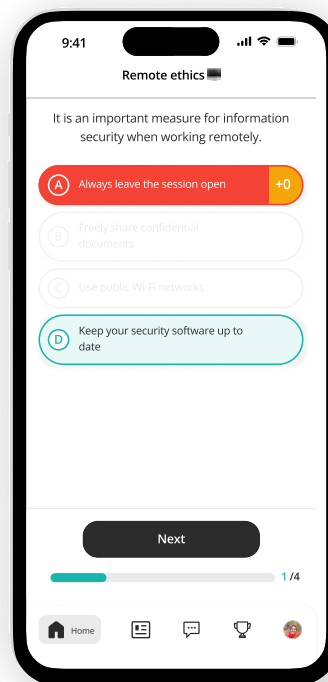 9:41
Remote ethics
It is an important measure for information
security when working remotely.
A Always leave the session open +0
B Freely share confidential
documents
C Use public Wi-Fi networks
D Keep your security software up to
date
Next
1 /4
Home